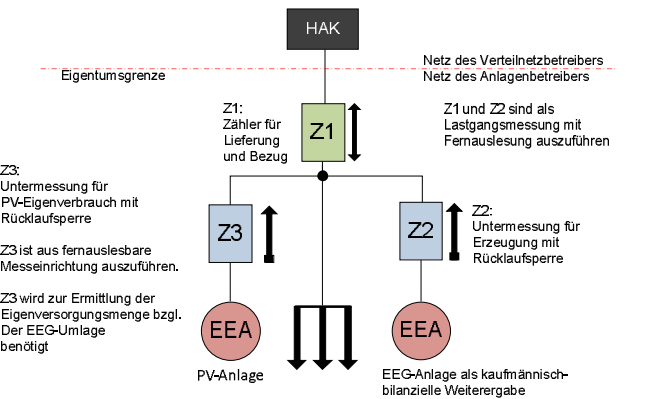 HAK
Netz des Verteilnetzbetreibers
Eigentumsgrenze
Netz des Anlagenbetreibers
Z1:
Zähler für
Lieferung
und Bezug
Z1
Z1 und Z2 sind als
Lastgangsmessung mit
Fernauslesung auszuführen
Z3:
Untermessung für
PV-Eigenverbrauch mit
Rücklaufsperre
Z3 ist aus fernauslesbare
Messeinrichtung auszuführen.
Z3 wird zur Ermittlung der
Eigenversorgungsmenge bzgl.
Der EEG-Umlage
benötigt
Z3
Z2
Z2:
Untermessung für
Erzeugung mit
Rücklaufsperre
EEA
EEA
PV-Anlage
EEG-Anlage als kaufmännisch-
bilanzielle Weiterergabe